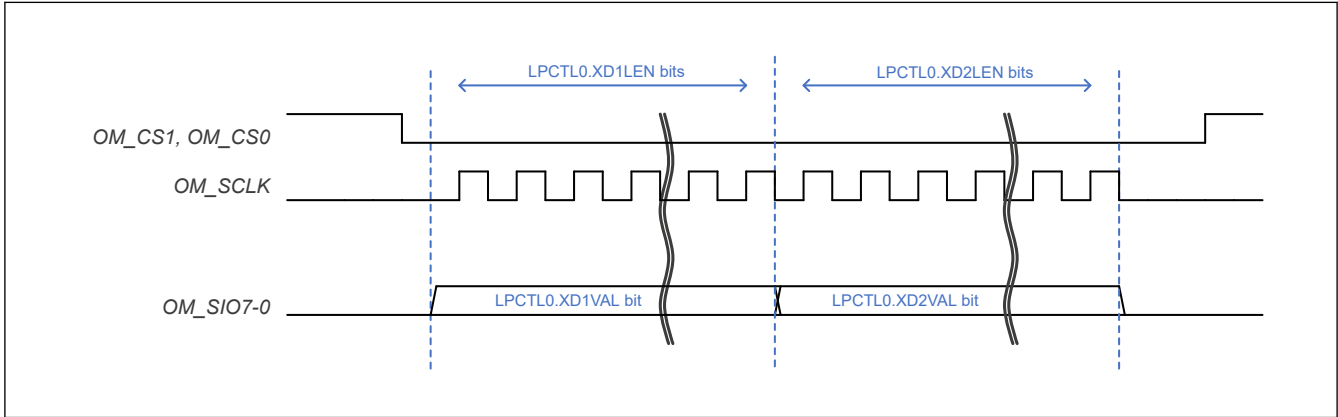 LPCTL0.XD1LEN bits
LPCTL0.XD2LEN bits
OM_CS1, OM_CS0
OM_SCLK
OM_SIO7-0
LPCTL0.XD1VAL bit
LPCTL0.XD2VAL bit